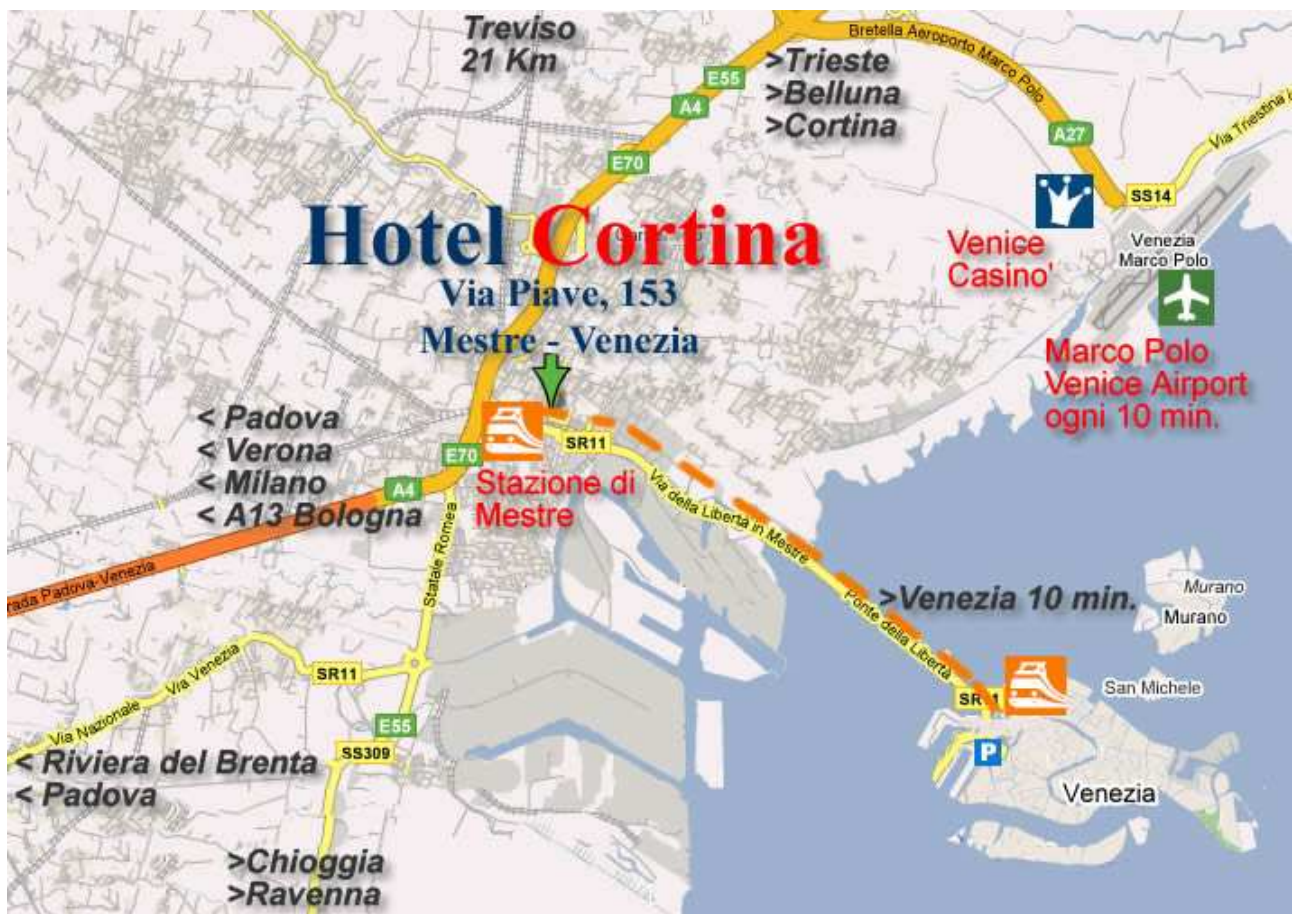 Treviso
21 Km
Bretella Aeroporto Marco Polo
>Trieste
>Belluna
>Cortina
E55
A4
A27
Via Triestina
E70
SS14
Hotel Cortina
Via Piave, 153
Mestre - Venezia
Venice
Casino'
Venezia
Marco Polo
Marco Polo
Venice Airport
ogni 10 min.
< Padova
< Verona
< Milano
< A13 Bologna
E70
A4
SR11
Stazione di
Mestre
Via della Libertà in Mestre
Statale Romea
Padova-Venezia
>Venezia 10 min.
Ponte della Libertà
Murano
Murano
San Michele
Via Venezia
SR11
Via Nazionale
E55
SS309
P
Venezia
< Riviera del Brenta
< Padova
>Chioggia
>Ravenna